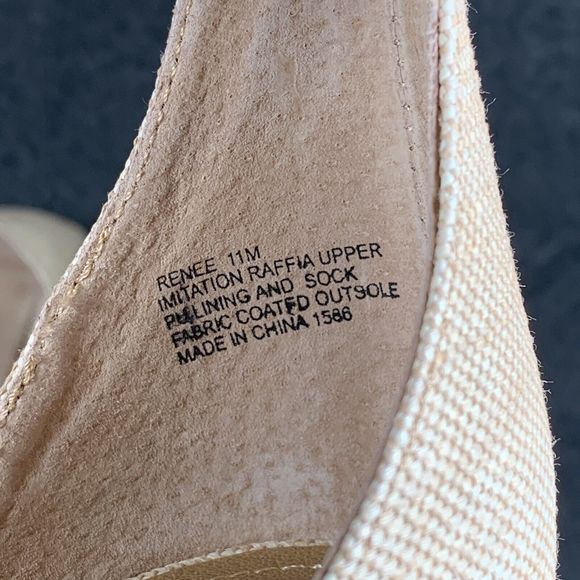 RENEE 11M
IMITATION RAFFIA UPPER
PU LINING AND SOCK
FABRIC COATED OUTSOLE
MADE IN CHINA 1586